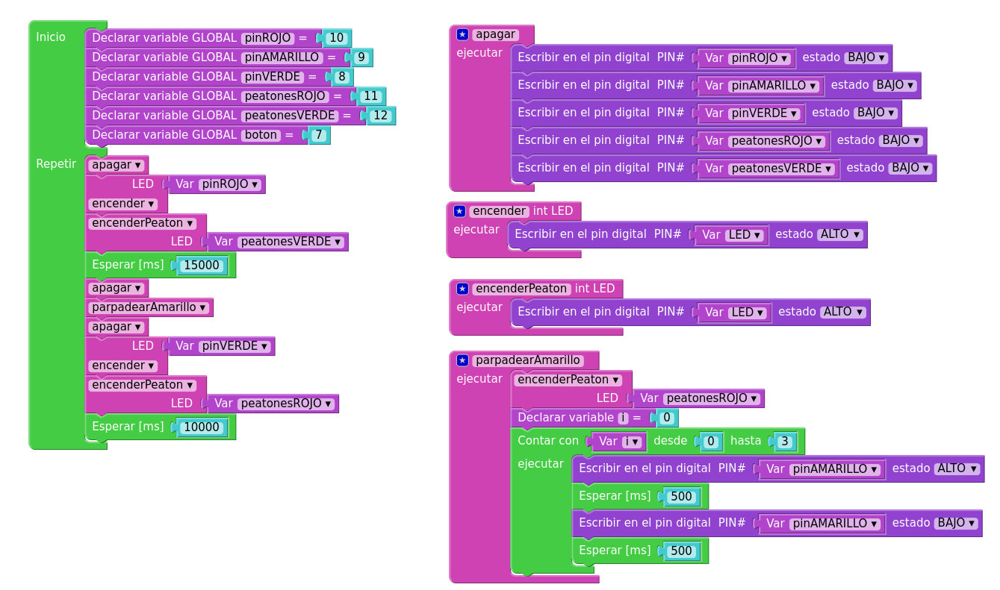 Inicio
Declarar variable GLOBAL pinROJO = 10
Declarar variable GLOBAL pinAMARILLO = 9
Declarar variable GLOBAL pinVERDE = 8
Declarar variable GLOBAL peatonesROJO = 11
Declarar variable GLOBAL peatonesVERDE = 12
Declarar variable GLOBAL boton = 7
Repetir
apagar ▾
LED Var pinROJO ▾
encender ▾
encenderPeaton ▾
LED Var peatonesVERDE ▾
Esperar [ms] 15000
apagar ▾
parpadearAmarillo ▾
apagar ▾
LED Var pinVERDE ▾
encender ▾
encenderPeaton ▾
LED Var peatonesROJO ▾
Esperar [ms] 10000
apagar
ejecutar
Escribir en el pin digital PIN# Var pinROJO ▾ estado BAJO ▾
Escribir en el pin digital PIN# Var pinAMARILLO ▾ estado BAJO ▾
Escribir en el pin digital PIN# Var pinVERDE ▾ estado BAJO ▾
Escribir en el pin digital PIN# Var peatonesROJO ▾ estado BAJO ▾
Escribir en el pin digital PIN# Var peatonesVERDE ▾ estado BAJO ▾
encender int LED
ejecutar Escribir en el pin digital PIN# Var LED ▾ estado ALTO ▾
encenderPeaton int LED
ejecutar Escribir en el pin digital PIN# Var LED ▾ estado ALTO ▾
parpadearAmarillo
ejecutar encenderPeaton ▾
LED Var peatonesROJO ▾
Declarar variable i = 0
Contar con Var i ▾ desde 0 hasta 3
ejecutar
Escribir en el pin digital PIN# Var pinAMARILLO ▾ estado ALTO ▾
Esperar [ms] 500
Escribir en el pin digital PIN# Var pinAMARILLO ▾ estado BAJO ▾
Esperar [ms] 500